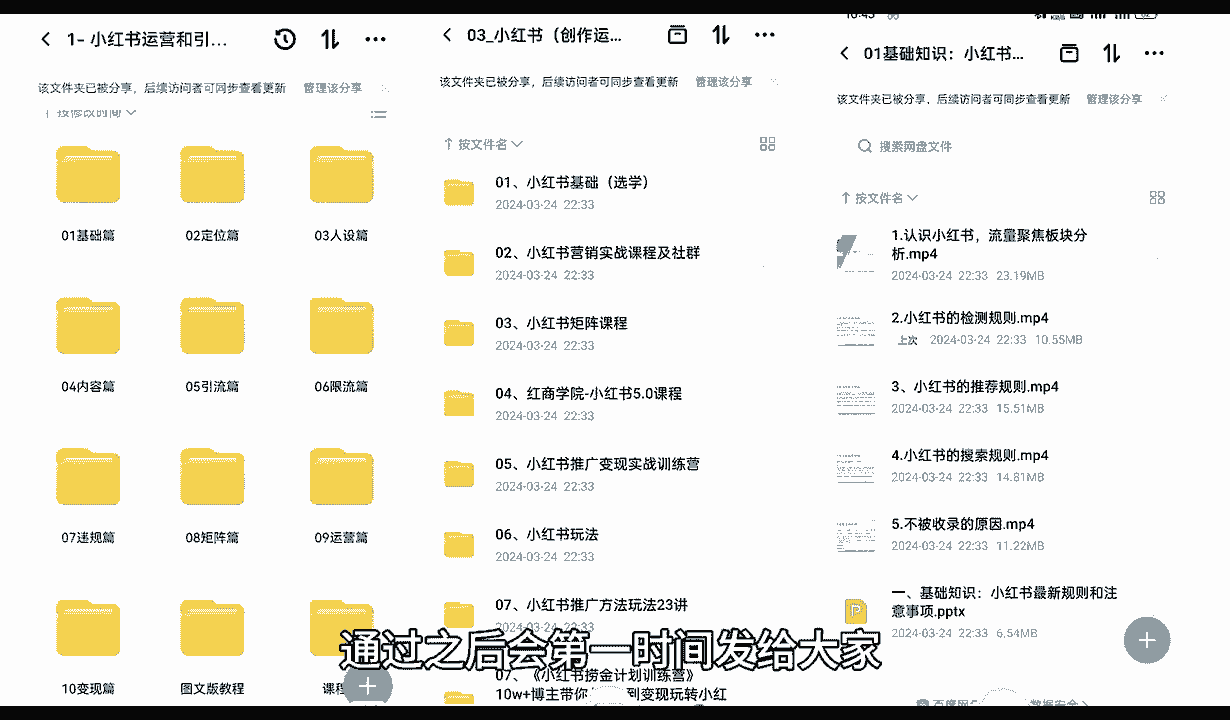 1- 小红书运营和引...
该文件夹已被分享，后续访问者可同步查看更新 管理该分享
按修改时间
01基础篇
02定位篇
03人设篇
04内容篇
05引流篇
06限流篇
07违规篇
08矩阵篇
09运营篇
10变现篇
图文版教程
课程
03_小红书（创作运...
该文件夹已被分享，后续访问者可同步查看更新 管理该分享
按文件名
01、小红书基础（选学）
2024-03-24 22:33
02、小红书营销实战课程及社群
2024-03-24 22:33
03、小红书矩阵课程
2024-03-24 22:33
04、红商学院-小红书5.0课程
2024-03-24 22:33
05、小红书推广变现实战训练营
2024-03-24 22:33
06、小红书玩法
2024-03-24 22:33
07、小红书推广方法玩法23讲
2024-03-24 22:33
07、《小红书捞金计划训练营》
10w+博主带你 到变现玩转小红
01基础知识：小红书...
该文件夹已被分享，后续访问者可同步查看更新 管理该分享
搜索网盘文件
按文件名
1.认识小红书，流量聚焦板块分
析.mp4
2024-03-24 22:33 23.19MB
2.小红书的检测规则.mp4
上次 2024-03-24 22:33 10.55MB
3、小红书的推荐规则.mp4
2024-03-24 22:33 15.51MB
4.小红书的搜索规则.mp4
2024-03-24 22:33 14.81MB
5.不被收录的原因.mp4
2024-03-24 22:33 11.22MB
一、基础知识：小红书最新规则和注
意事项.pptx
2024-03-24 22:33 6.54MB
通过之后会第一时间发给大家